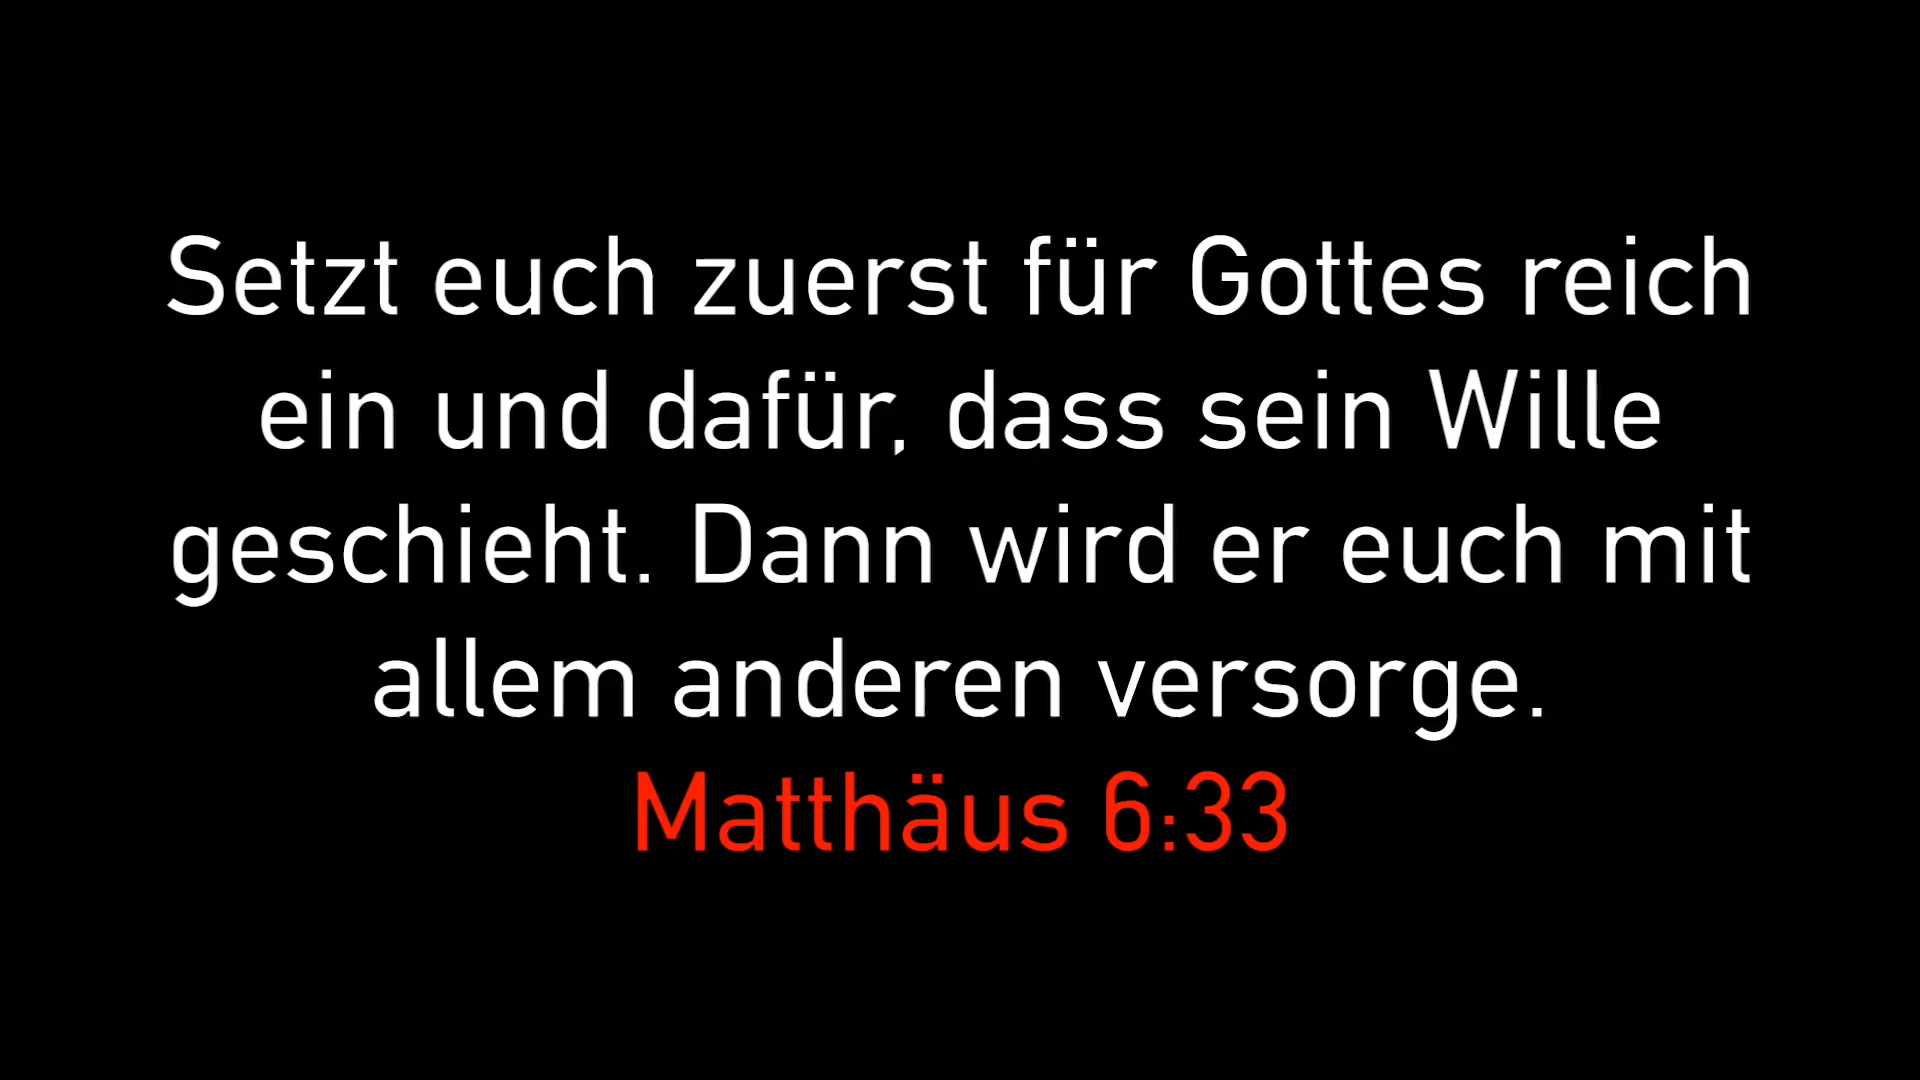 Setzt euch zuerst für Gottes reich
ein und dafür, dass sein Wille
geschieht. Dann wird er euch mit
allem anderen versorge.
Matthäus 6:33